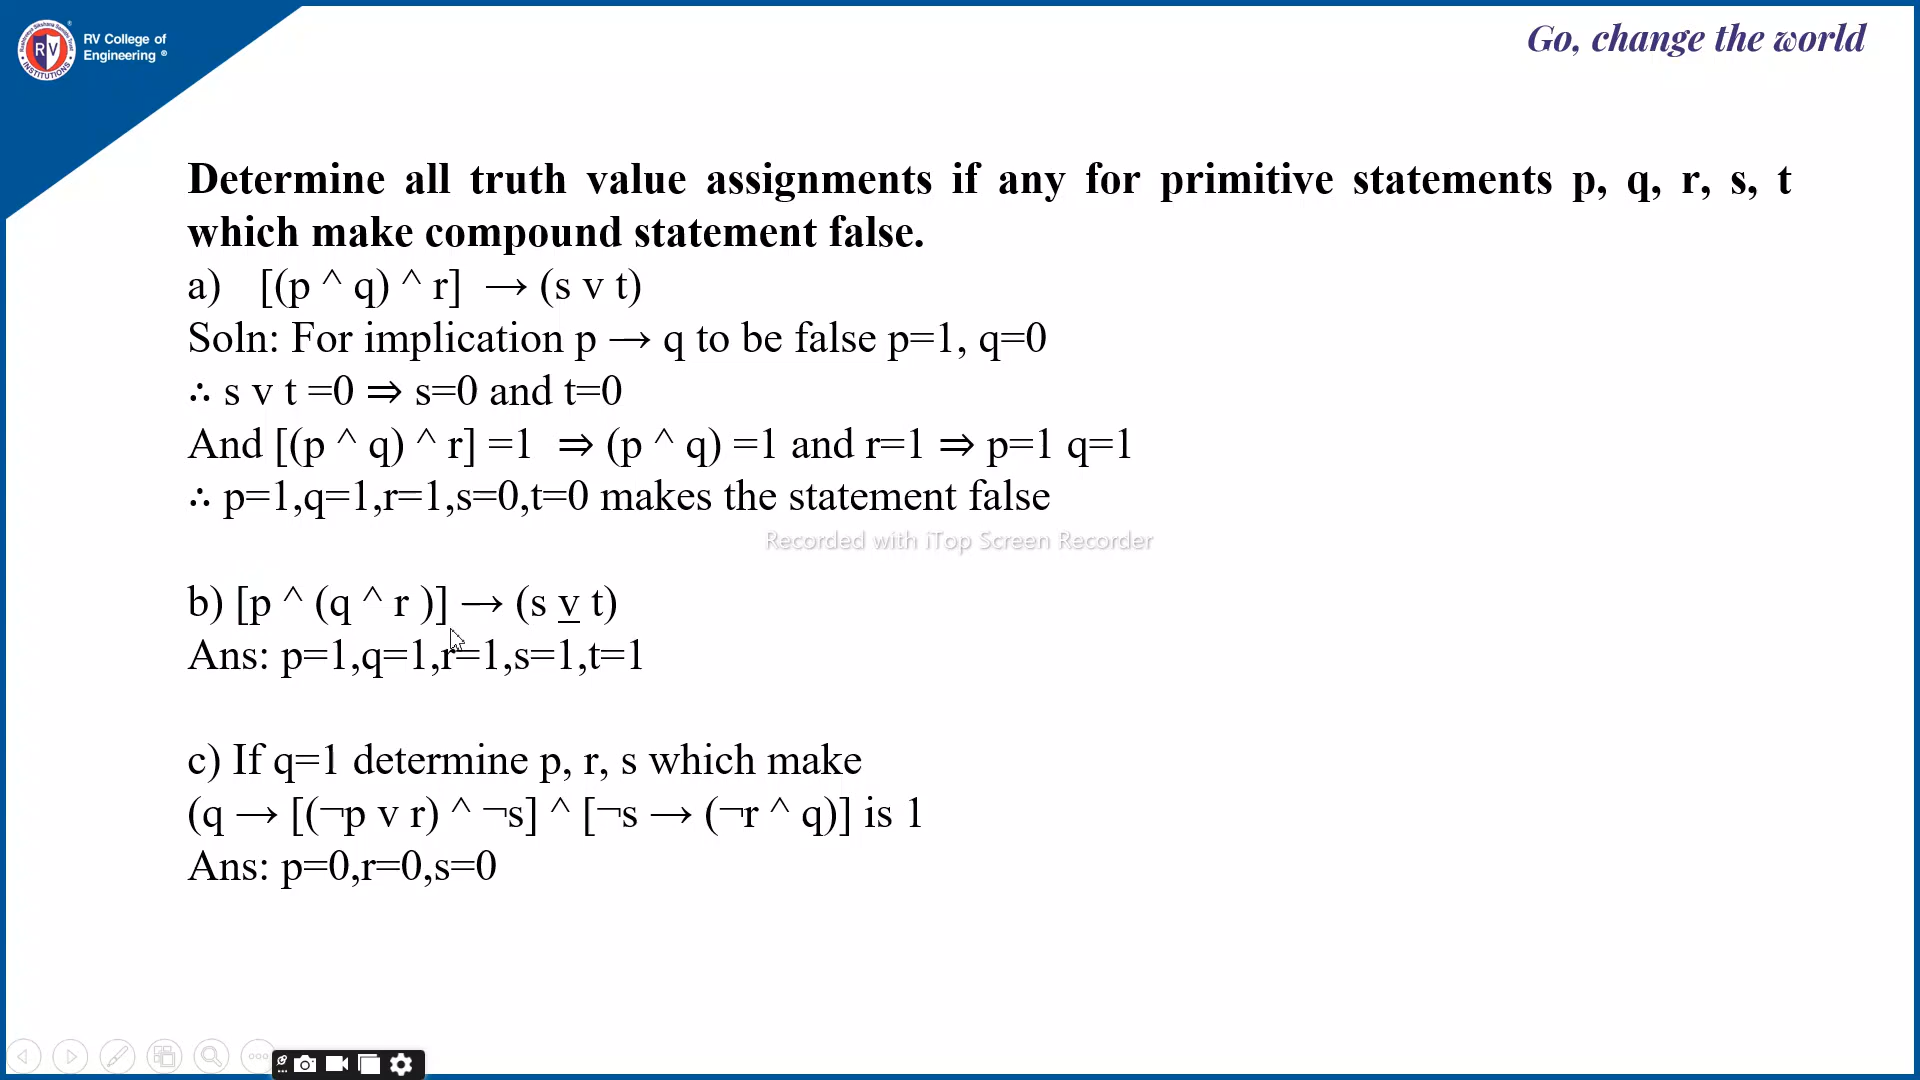 RV College of
Engineering ®
Go, change the world
RV
INSTITUTIONS
Determine all truth value assignments if any for primitive statements p, q, r, s, t
which make compound statement false.
a) [(p ^ q) ^ r] → (s v t)
Soln: For implication p → q to be false p=1, q=0
∴ s v t =0 ⇒ s=0 and t=0
And [(p ^ q) ^ r] =1 ⇒ (p ^ q) =1 and r=1 ⇒ p=1 q=1
∴ p=1,q=1,r=1,s=0,t=0 makes the statement false
Recorded with iTop Screen Recorder
b) [p ^ (q ^ r )] → (s v t)
Ans: p=1,q=1,r=1,s=1,t=1
c) If q=1 determine p, r, s which make
(q → [(¬p v r) ^ ¬s] ^ [¬s → (¬r ^ q)] is 1
Ans: p=0,r=0,s=0